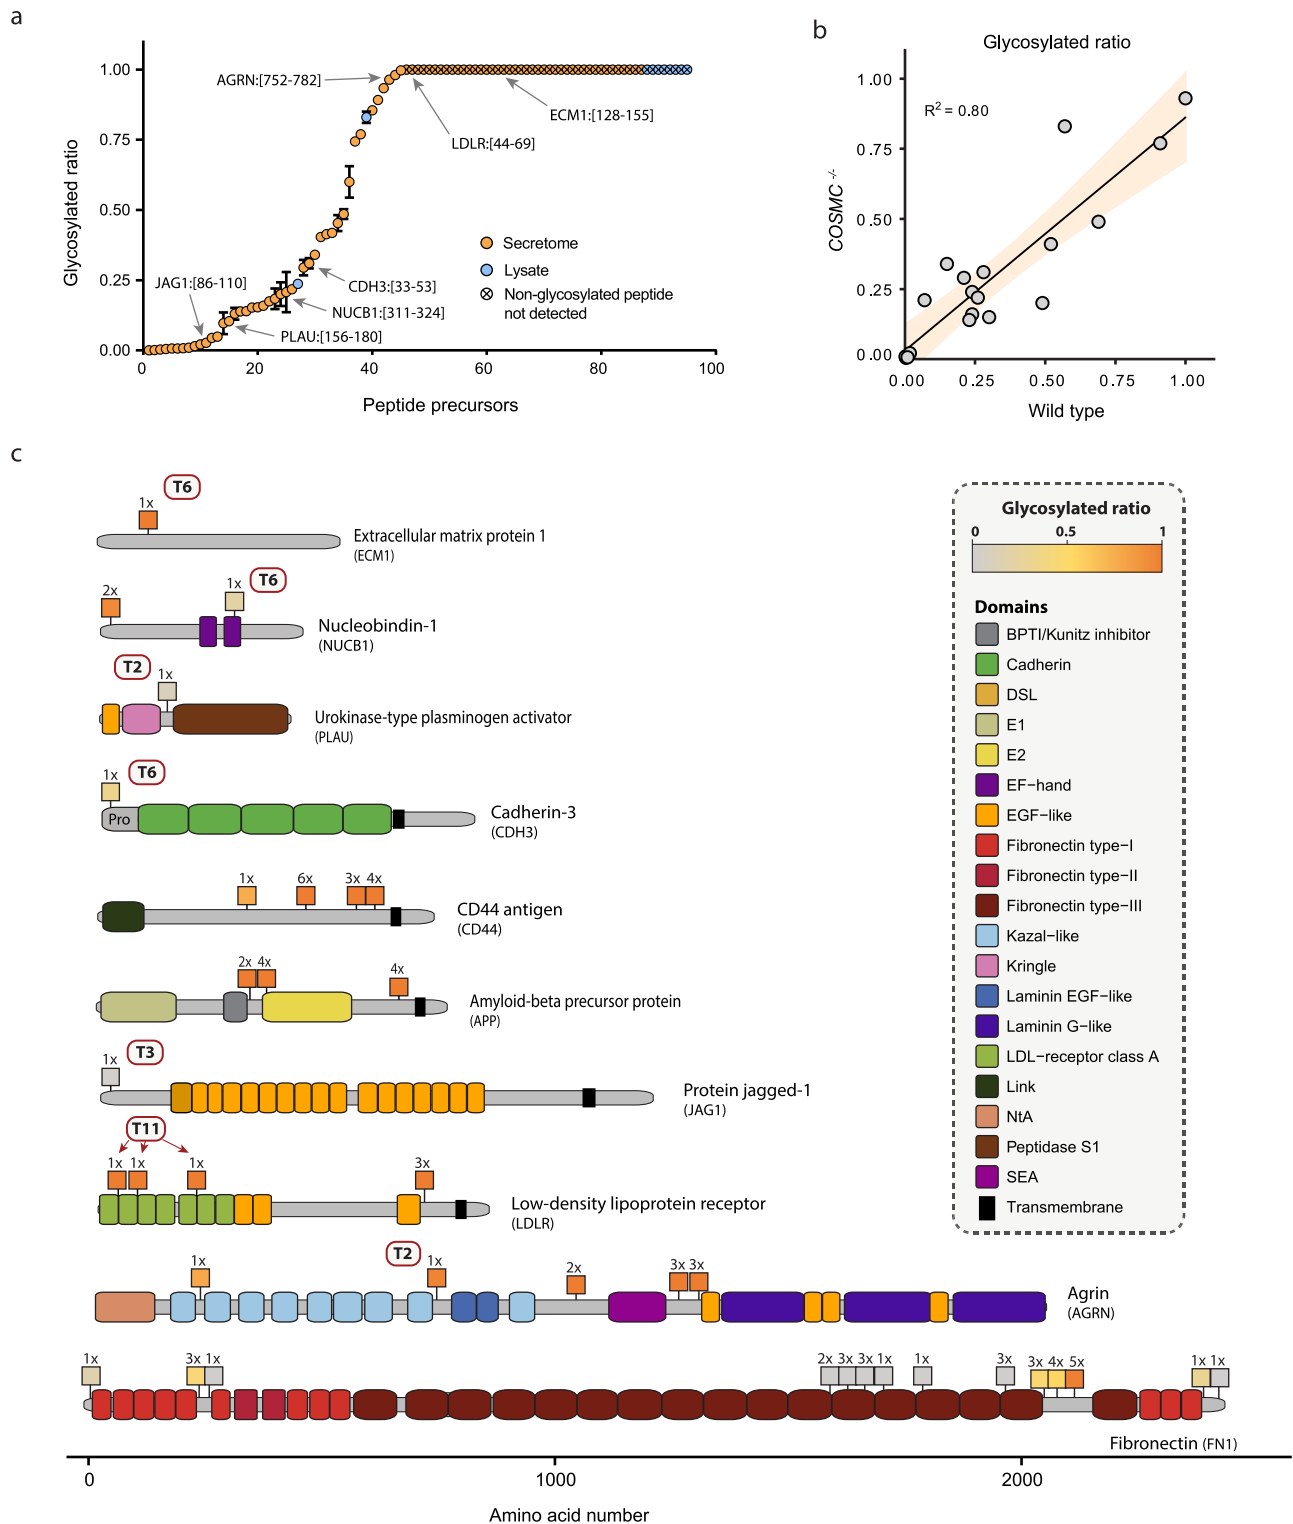 a
Glycosylated ratio
1.00
0.75
0.50
0.25
0.00
0
20
40
60
80
100
Peptide precursors
AGRN:[752-782]
ECM1:[128-155]
LDLR:[44-69]
JAG1:[86-110]
CDH3:[33-53]
NUCB1:[311-324]
PLAU:[156-180]
Secretome
Lysate
Non-glycosylated peptide
not detected
b
Glycosylated ratio
R² = 0.80
COSMC -/-
1.00
0.75
0.50
0.25
0.00
0.00
0.25
0.50
0.75
1.00
Wild type
c
T6
1x
Extracellular matrix protein 1
(ECM1)
T6
2x
1x
Nucleobindin-1
(NUCB1)
T2
1x
Urokinase-type plasminogen activator
(PLAU)
T6
1x
Pro
Cadherin-3
(CDH3)
1x
6x
3x
4x
CD44 antigen
(CD44)
2x
4x
4x
Amyloid-beta precursor protein
(APP)
T3
1x
Protein jagged-1
(JAG1)
T11
1x
1x
1x
3x
Low-density lipoprotein receptor
(LDLR)
T2
1x
1x
2x
3x
3x
Agrin
(AGRN)
1x
3x
1x
2x
3x
3x
1x
1x
3x
3x
4x
5x
1x
1x
Fibronectin (FN1)
0
1000
2000
Amino acid number
Glycosylated ratio
0
0.5
1
Domains
BPTI/Kunitz inhibitor
Cadherin
DSL
E1
E2
EF−hand
EGF−like
Fibronectin type−I
Fibronectin type−II
Fibronectin type−III
Kazal−like
Kringle
Laminin EGF−like
Laminin G−like
LDL−receptor class A
Link
NtA
Peptidase S1
SEA
Transmembrane